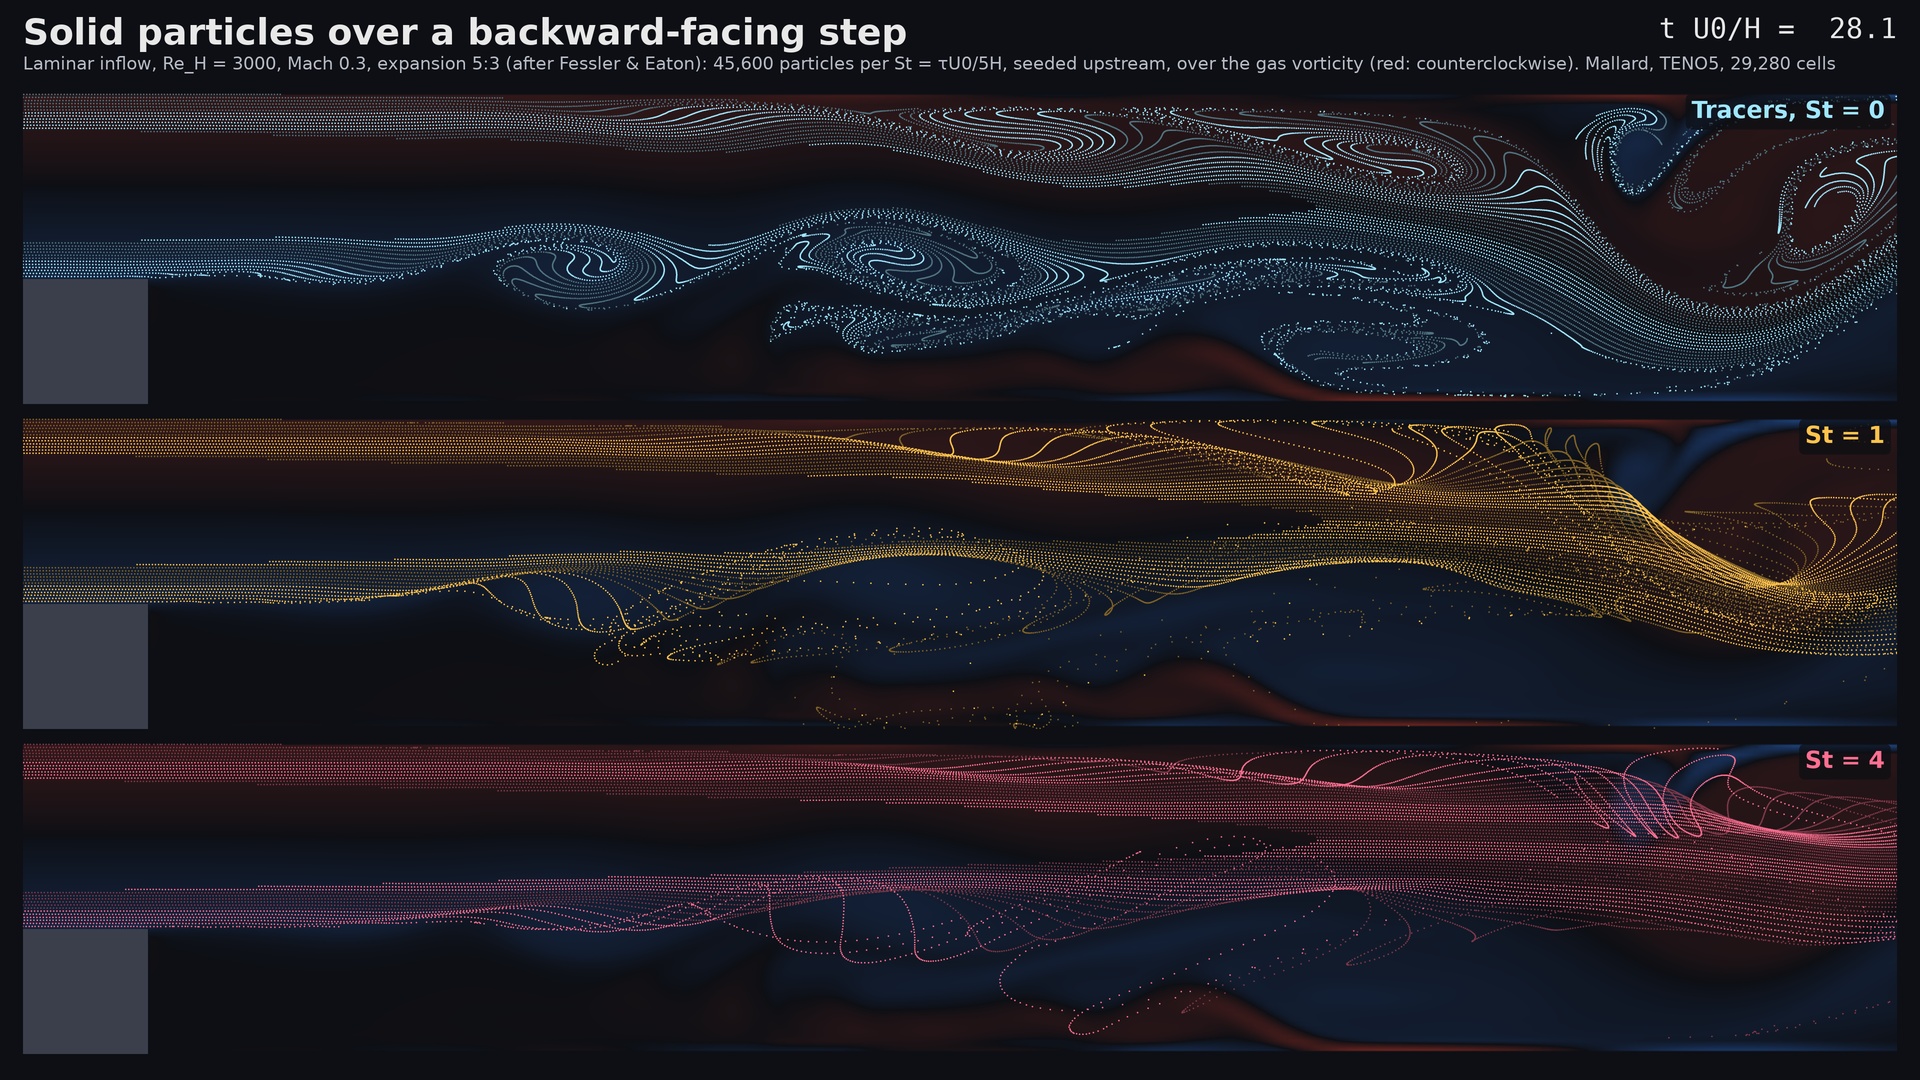 Solid particles over a backward-facing step
t U0/H = 28.1
Laminar inflow, Re_H = 3000, Mach 0.3, expansion 5:3 (after Fessler & Eaton): 45,600 particles per St = τU0/5H, seeded upstream, over the gas vorticity (red: counterclockwise). Mallard, TENO5, 29,280 cells
Tracers, St = 0
St = 1
St = 4